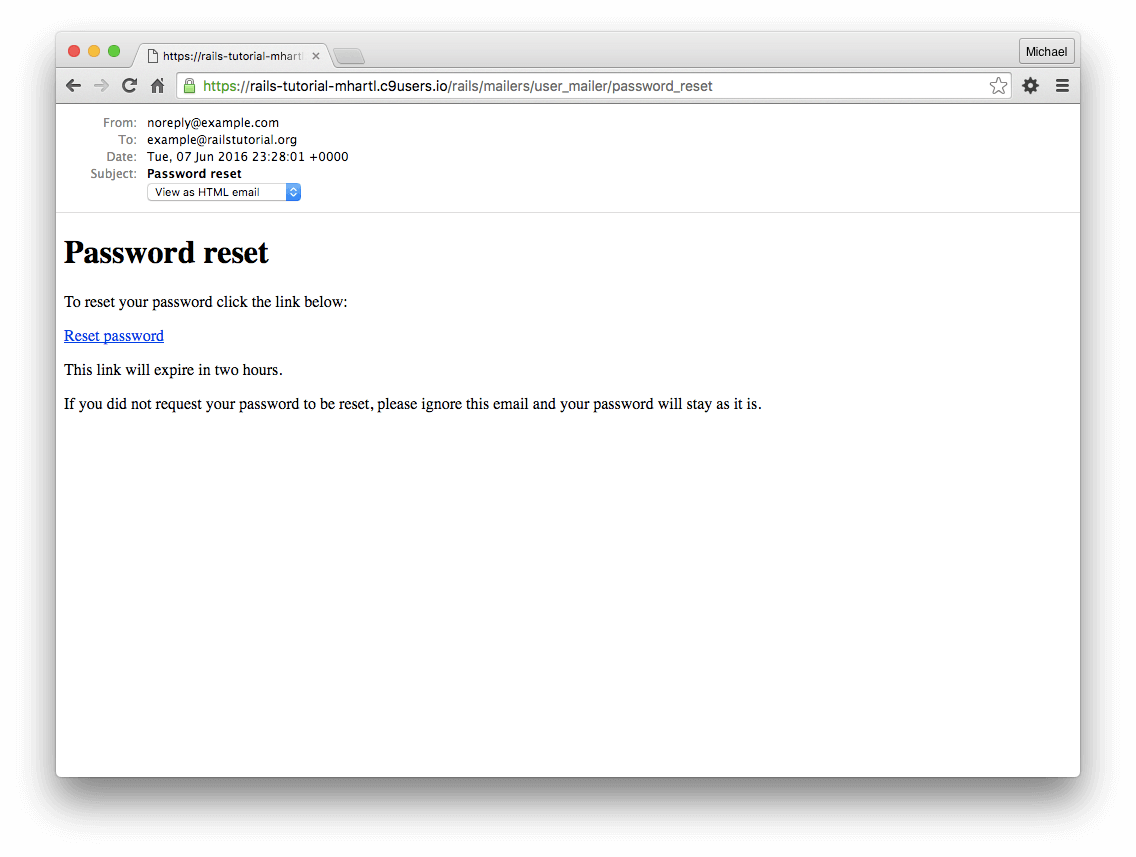 https://rails-tutorial-mhartl
Michael
https://rails-tutorial-mhartl.c9users.io/rails/mailers/user_mailer/password_reset
From: noreply@example.com
To: example@railstutorial.org
Date: Tue, 07 Jun 2016 23:28:01 +0000
Subject: Password reset
View as HTML email
Password reset
To reset your password click the link below:
Reset password
This link will expire in two hours.
If you did not request your password to be reset, please ignore this email and your password will stay as it is.